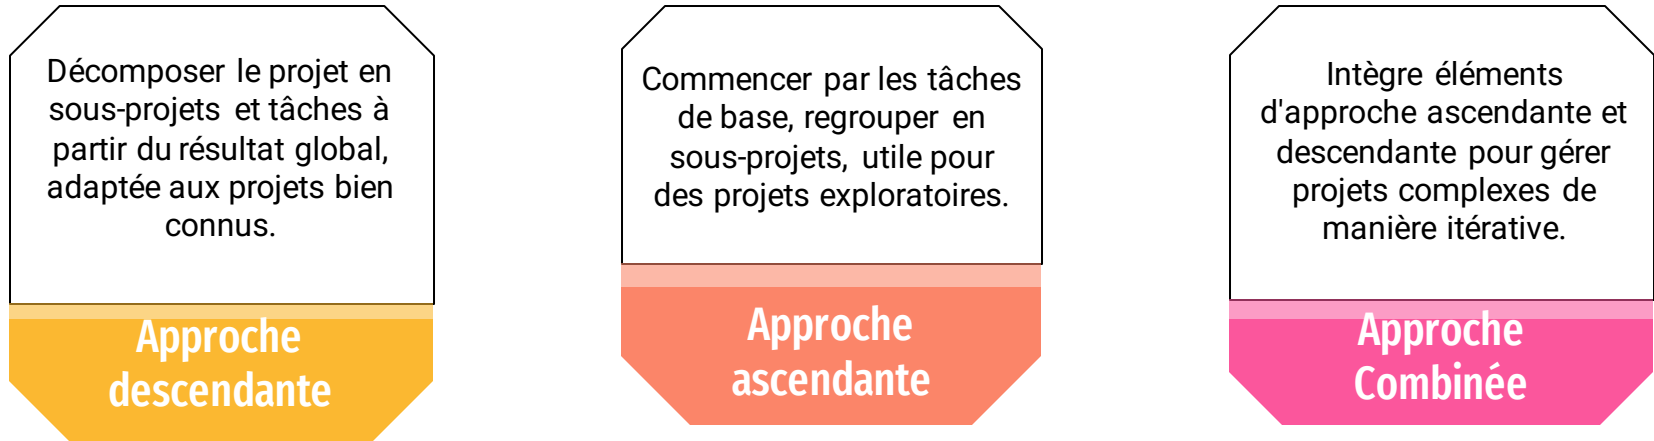 Décomposer le projet en
sous-projets et tâches à
partir du résultat global,
adaptée aux projets bien
connus.
Approche
descendante
Commencer par les tâches
de base, regrouper en
sous-projets, utile pour
des projets exploratoires.
Approche
ascendante
Intègre éléments
d'approche ascendante et
descendante pour gérer
projets complexes de
manière itérative.
Approche
Combinée